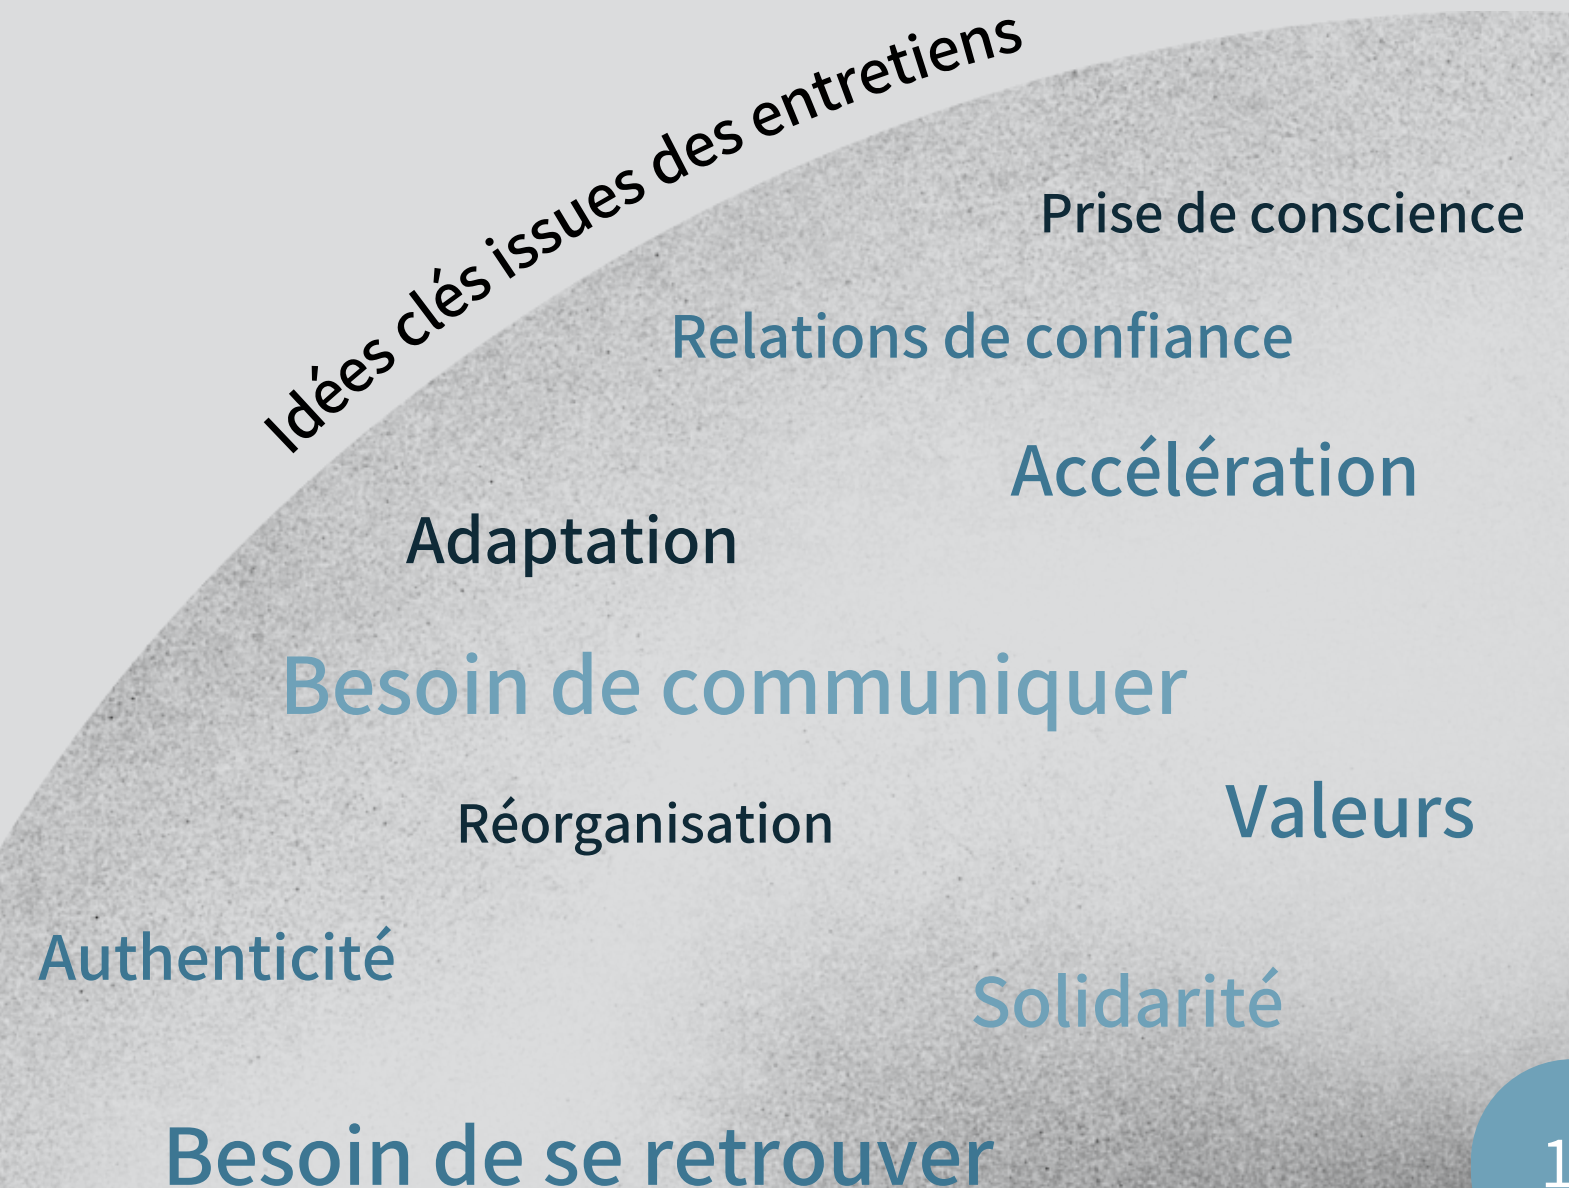 Idées clés issues des entretiens
Prise de conscience
Relations de confiance
Accélération
Adaptation
Besoin de communiquer
Valeurs
Réorganisation
Authenticité
Solidarité
Besoin de se retrouver
1